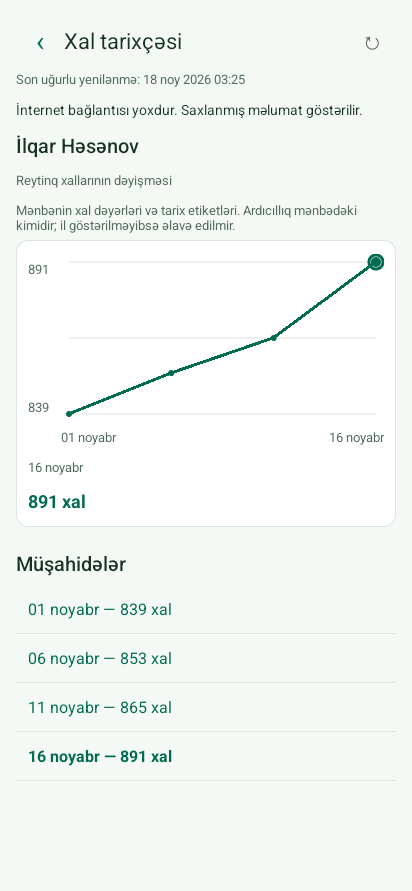 Xal tarixçəsi
Son uğurlu yenilənmə: 18 noy 2026 03:25
İnternet bağlantısı yoxdur. Saxlanmış məlumat göstərilir.
İlqar Həsənov
Reytinq xallarının dəyişməsi
Mənbənin xal dəyərləri və tarix etiketləri. Ardıcıllıq mənbədəki
kimidir; il göstərilməyibsə əlavə edilmir.
891
839
01 noyabr
16 noyabr
16 noyabr
891 xal
Müşahidələr
01 noyabr — 839 xal
06 noyabr — 853 xal
11 noyabr — 865 xal
16 noyabr — 891 xal